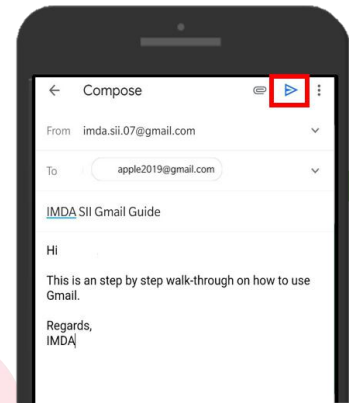 Compose
From imda.sii.07@gmail.com
To apple2019@gmail.com
IMDA SII Gmail Guide
Hi
This is an step by step walk-through on how to use
Gmail.
Regards,
IMDA